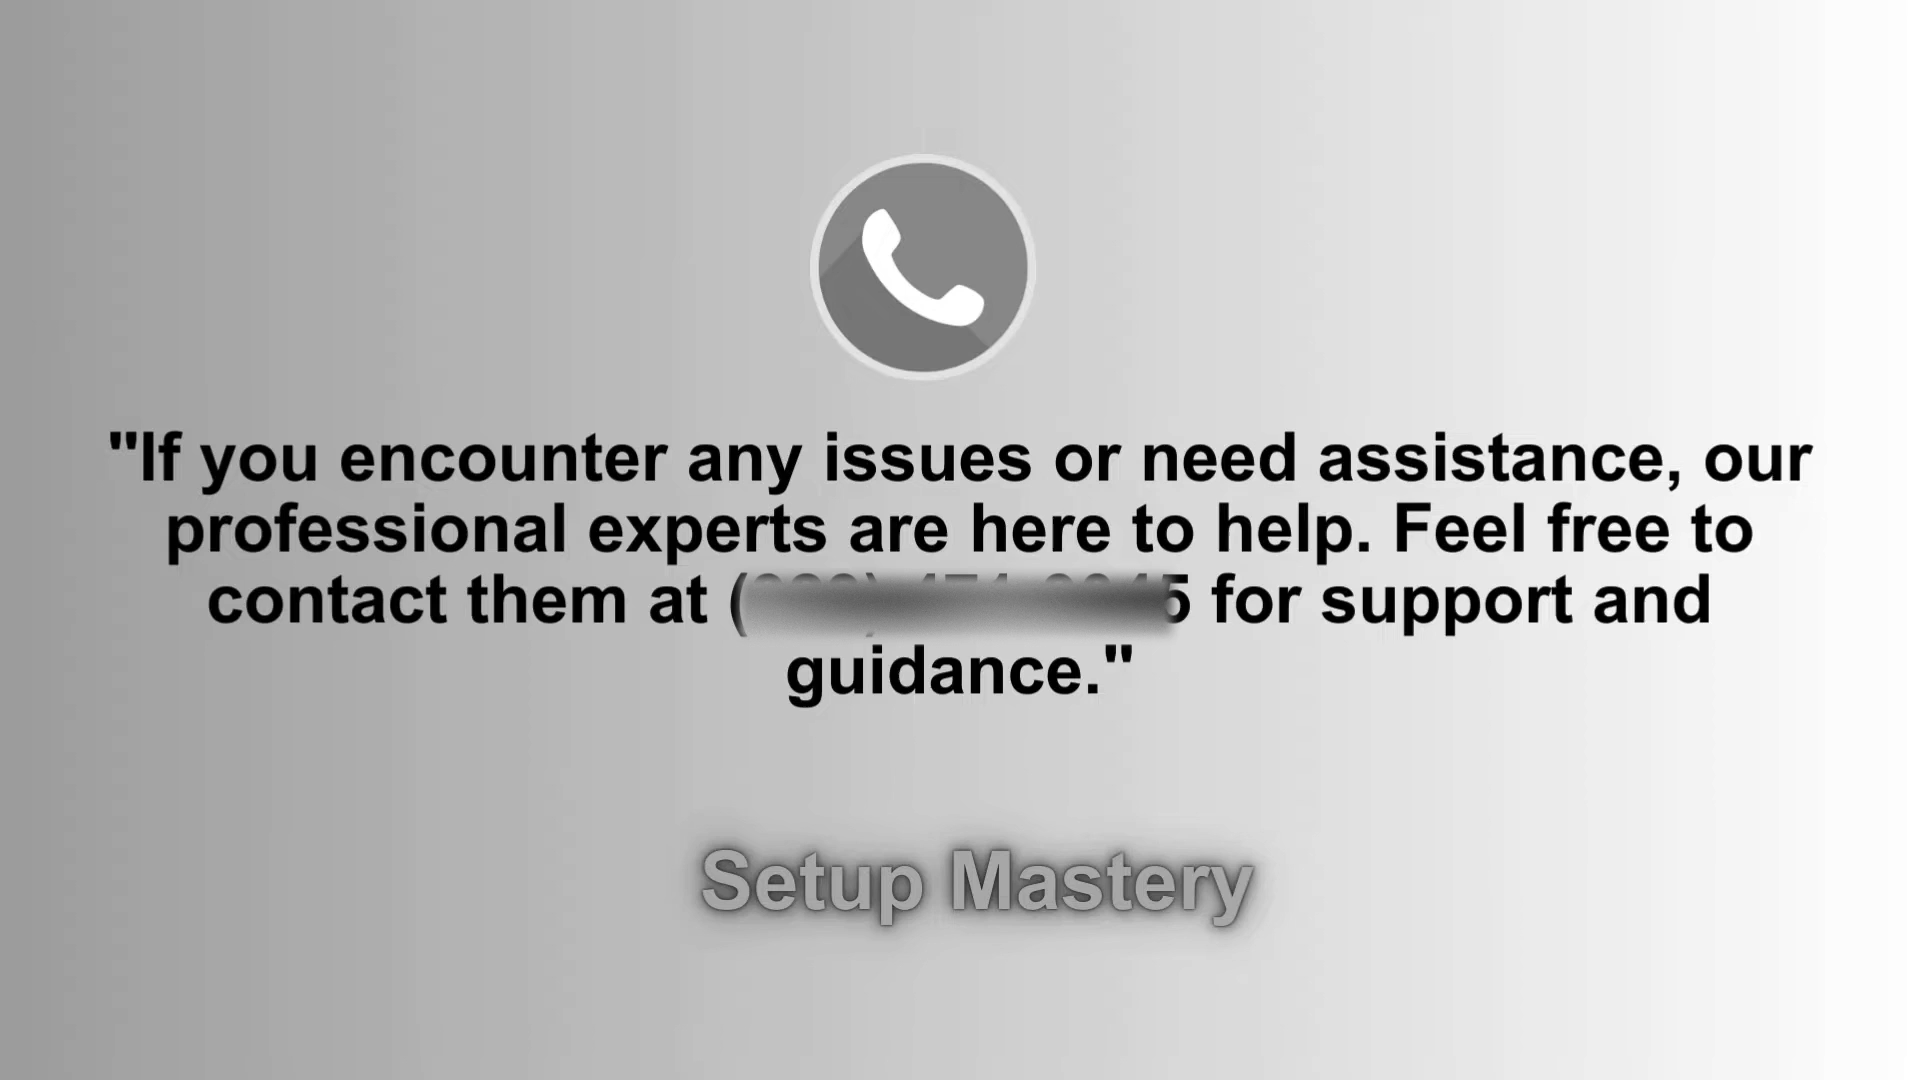 "If you encounter any issues or need assistance, our
professional experts are here to help. Feel free to
contact them at ( 5 for support and
guidance."
Setup Mastery